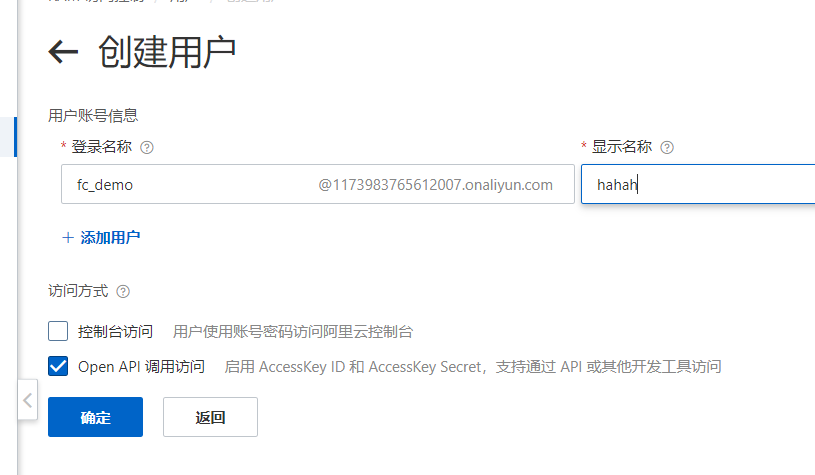 创建用户
用户账号信息
* 登录名称 * 显示名称
fc_demo @1173983765612007.onaliyun.com hahah
+ 添加用户
访问方式
控制台访问 用户使用账号密码访问阿里云控制台
Open API 调用访问 启用 AccessKey ID 和 AccessKey Secret，支持通过 API 或其他开发工具访问
确定 返回